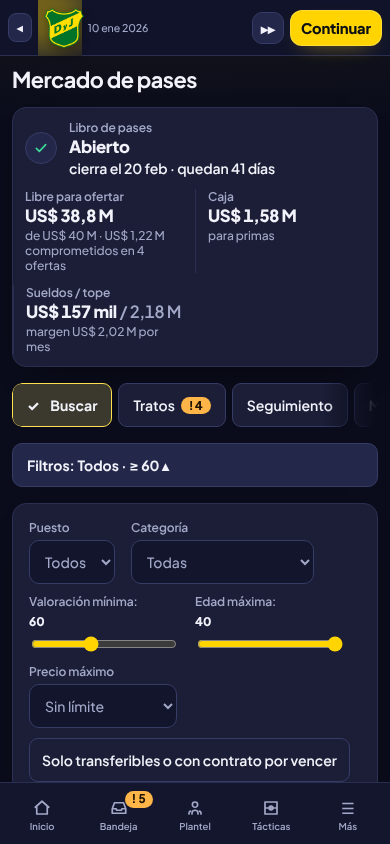 DyJ
10 ene 2026
Continuar
Mercado de pases
Libro de pases
Abierto
cierra el 20 feb · quedan 41 días
Libre para ofertar
US$ 38,8 M
de US$ 40 M · US$ 1,22 M
comprometidos en 4
ofertas
Caja
US$ 1,58 M
para primas
Sueldos / tope
US$ 157 mil / 2,18 M
margen US$ 2,02 M por
mes
Buscar
Tratos ! 4
Seguimiento
Filtros: Todos · ≥ 60 ▴
Puesto
Todos
Categoría
Todas
Valoración mínima:
60
Edad máxima:
40
Precio máximo
Sin límite
Solo transferibles o con contrato por vencer
! 5
Inicio
Bandeja
Plantel
Tácticas
Más